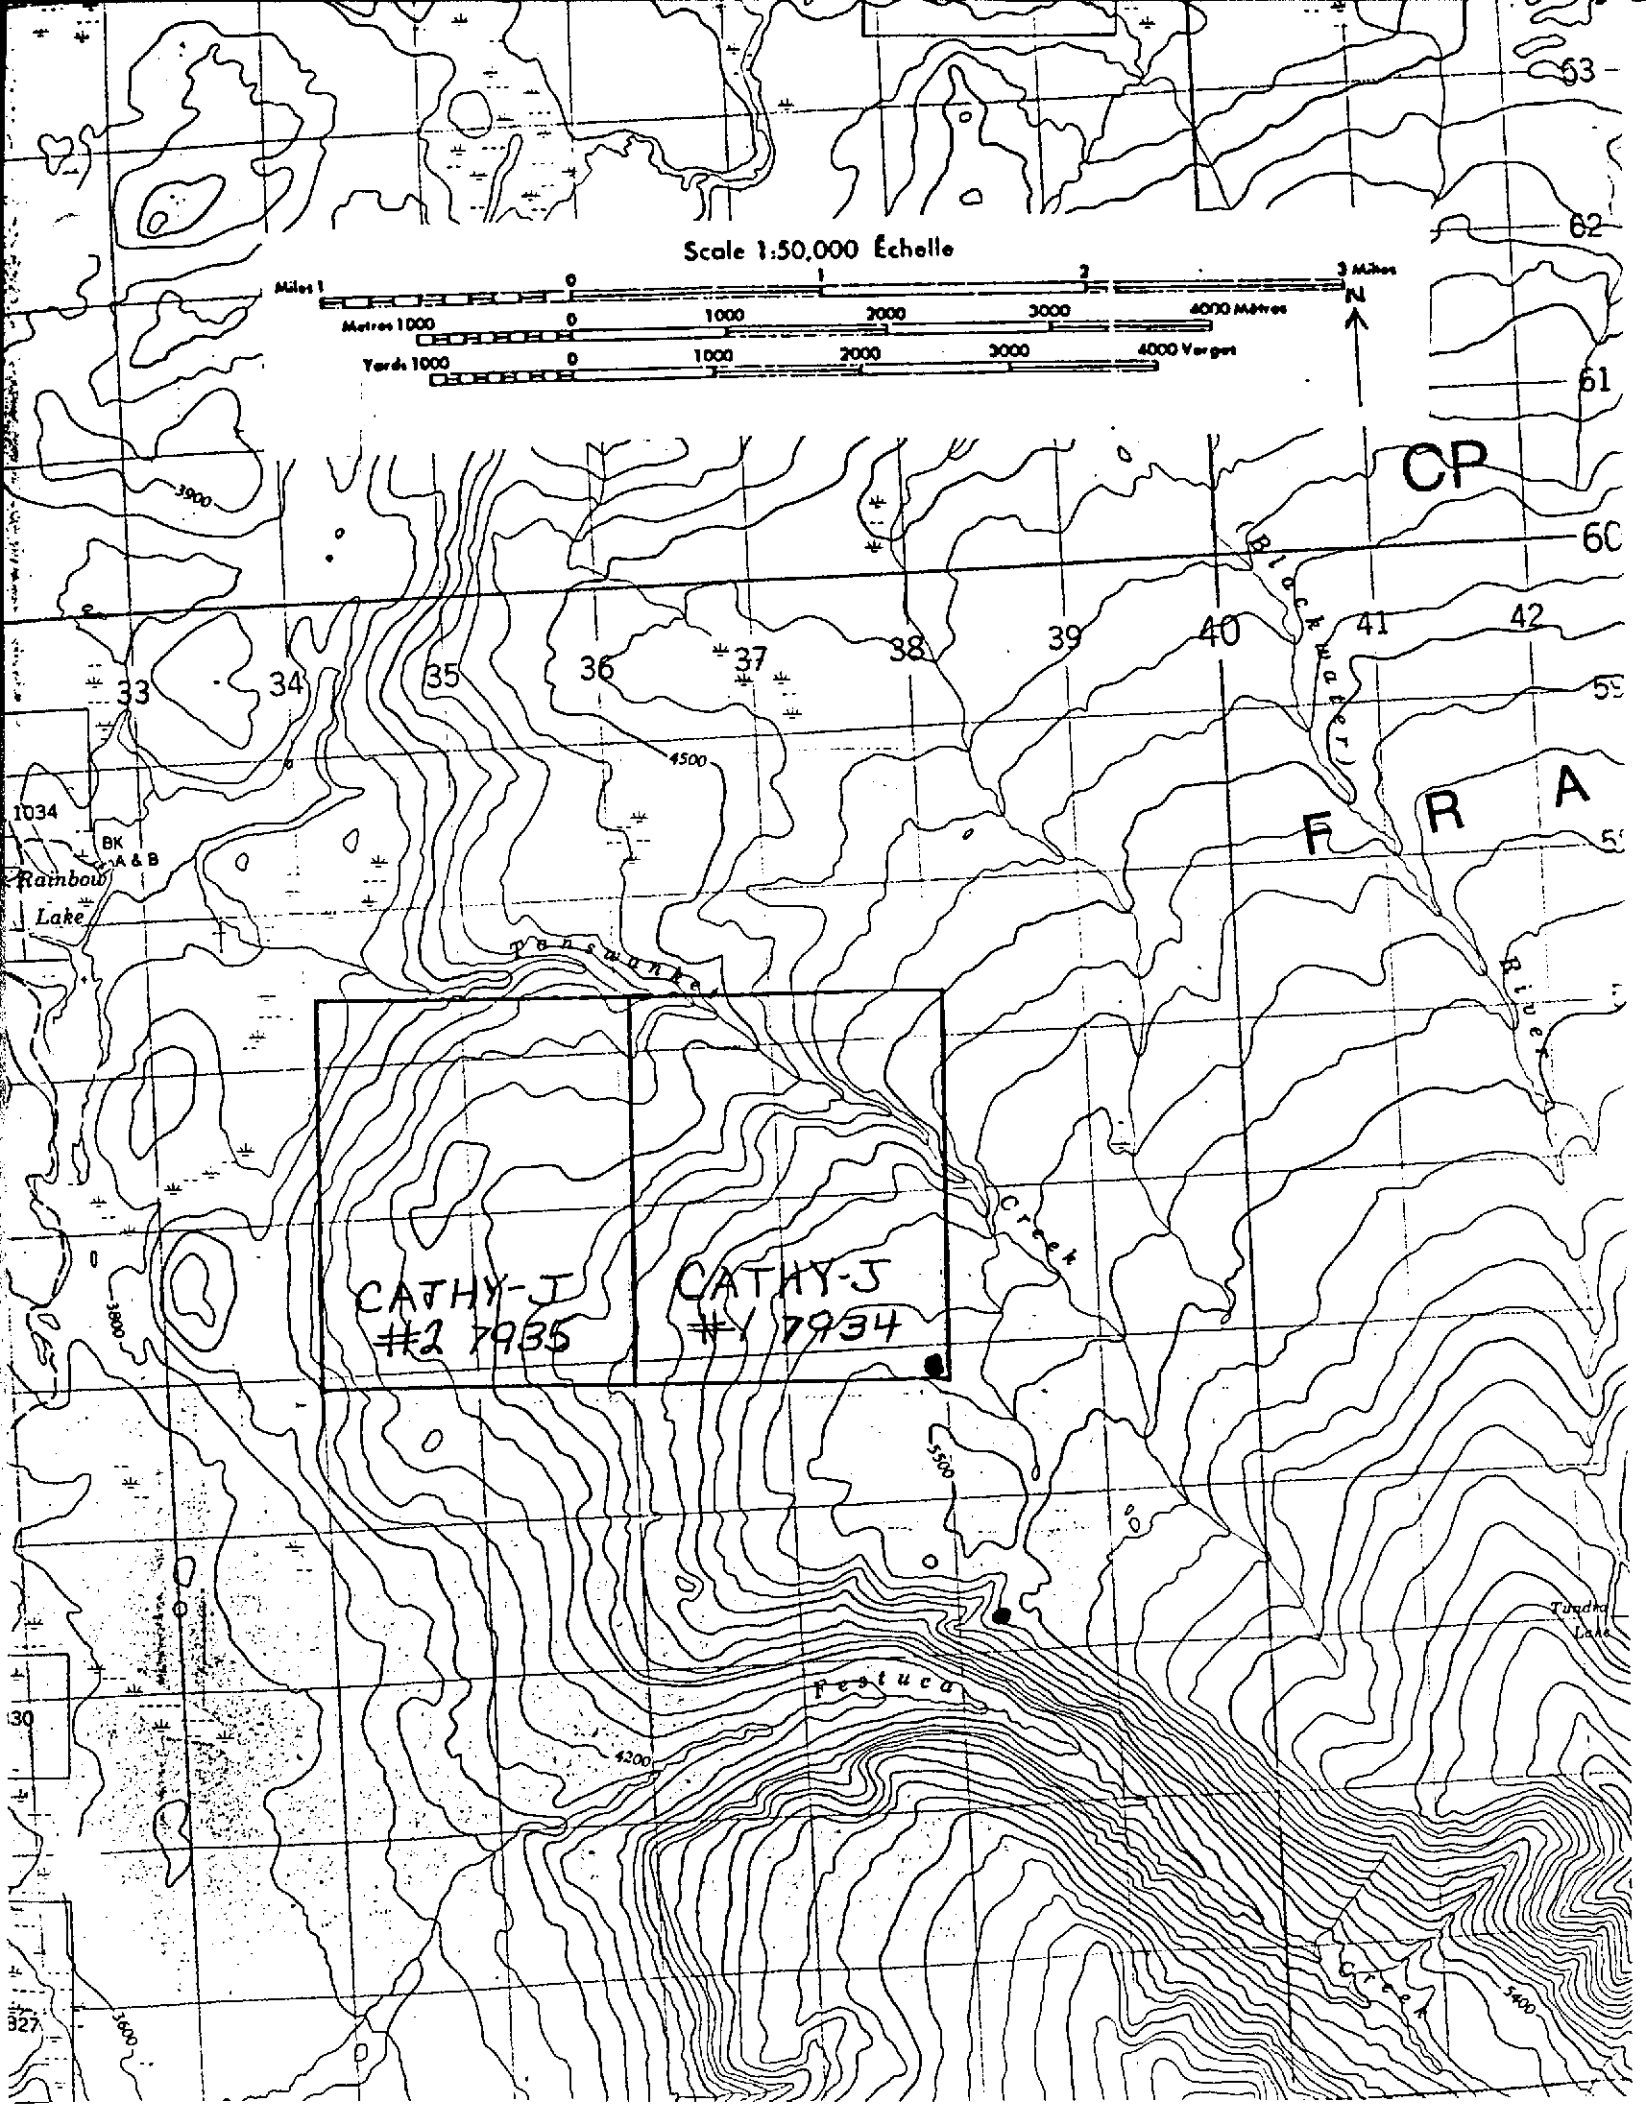 63
62
Scale 1:50,000 Échelle
Miles 1 0 1 2 3 Miles
N
Metres 1000 0 1000 2000 3000 4000 Mètres
Yards 1000 0 1000 2000 3000 4000 Verges
61
CP
3900
60
(Blackwater)
33 34 35 36 37 38 39 40 41 42
4500
F R A
1034
BK
A & B
Rainbow
Lake
Tanswanket
River
Creek
CATHY-J
#2 7935
CATHY-J
#1 7934
3800
5500
Tundra
Lake
Festuca
30
4200
Creek
5400
3600
327